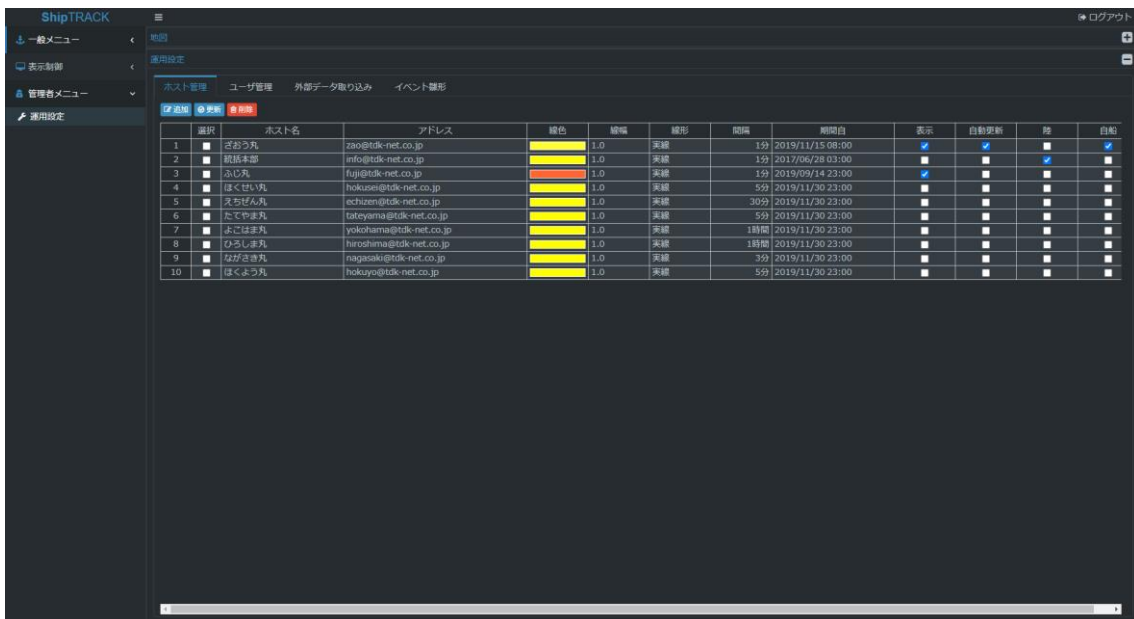 ShipTRACK
ログアウト
一般メニュー
表示制御
管理者メニュー
運用設定
地図
運用設定
ホスト管理 ユーザ管理 外部データ取り込み イベント雛形
追加 更新 削除
選択 ホスト名 アドレス 線色 線幅 線形 間隔 期間自 表示 自動更新 陸 自船
1 ざおう丸 zao@tdk-net.co.jp 1.0 実線 1分 2019/11/15 08:00
2 統括本部 info@tdk-net.co.jp 1.0 実線 1分 2017/06/28 03:00
3 ふじ丸 fuji@tdk-net.co.jp 1.0 実線 1分 2019/09/14 23:00
4 ほくせい丸 hokusei@tdk-net.co.jp 1.0 実線 5分 2019/11/30 23:00
5 えちぜん丸 echizen@tdk-net.co.jp 1.0 実線 30分 2019/11/30 23:00
6 たてやま丸 tateyama@tdk-net.co.jp 1.0 実線 5分 2019/11/30 23:00
7 よこはま丸 yokohama@tdk-net.co.jp 1.0 実線 1時間 2019/11/30 23:00
8 ひろしま丸 hiroshima@tdk-net.co.jp 1.0 実線 1時間 2019/11/30 23:00
9 ながさき丸 nagasaki@tdk-net.co.jp 1.0 実線 3分 2019/11/30 23:00
10 ほくよう丸 hokuyo@tdk-net.co.jp 1.0 実線 5分 2019/11/30 23:00